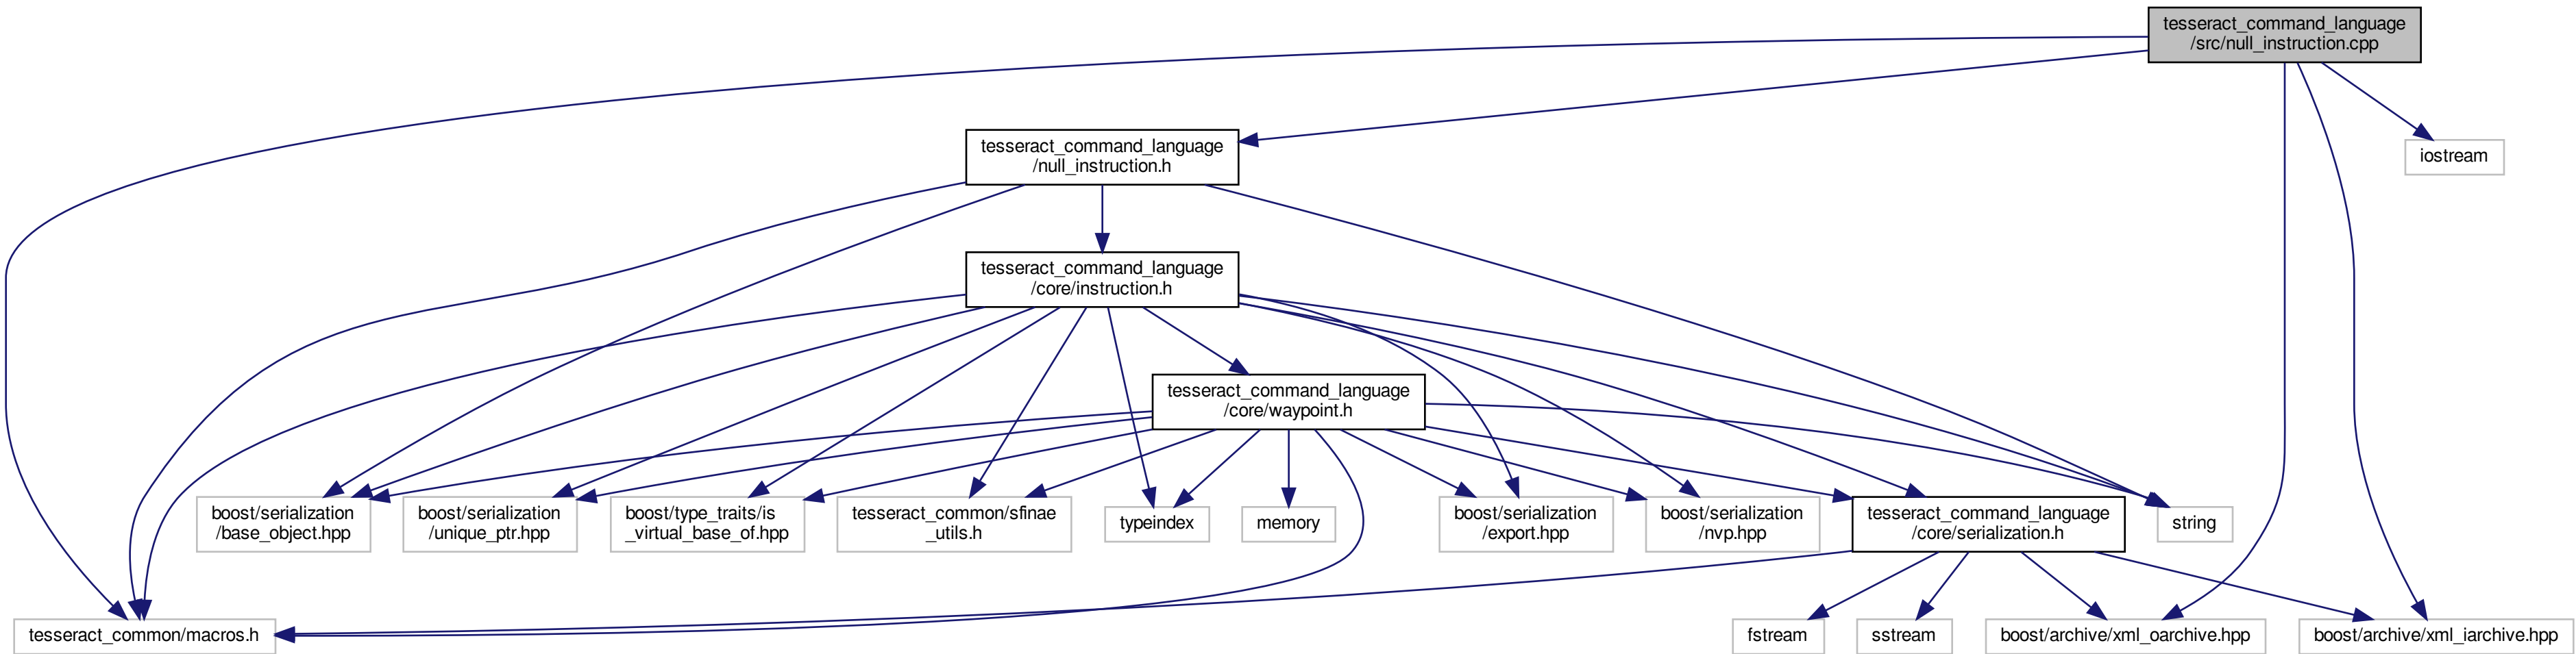 tesseract_command_language
/src/null_instruction.cpp
tesseract_command_language
/null_instruction.h
iostream
tesseract_command_language
/core/instruction.h
tesseract_command_language
/core/waypoint.h
boost/serialization
/base_object.hpp
boost/serialization
/unique_ptr.hpp
boost/type_traits/is
_virtual_base_of.hpp
tesseract_common/sfinae
_utils.h
typeindex
memory
boost/serialization
/export.hpp
boost/serialization
/nvp.hpp
tesseract_command_language
/core/serialization.h
string
tesseract_common/macros.h
fstream
sstream
boost/archive/xml_oarchive.hpp
boost/archive/xml_iarchive.hpp